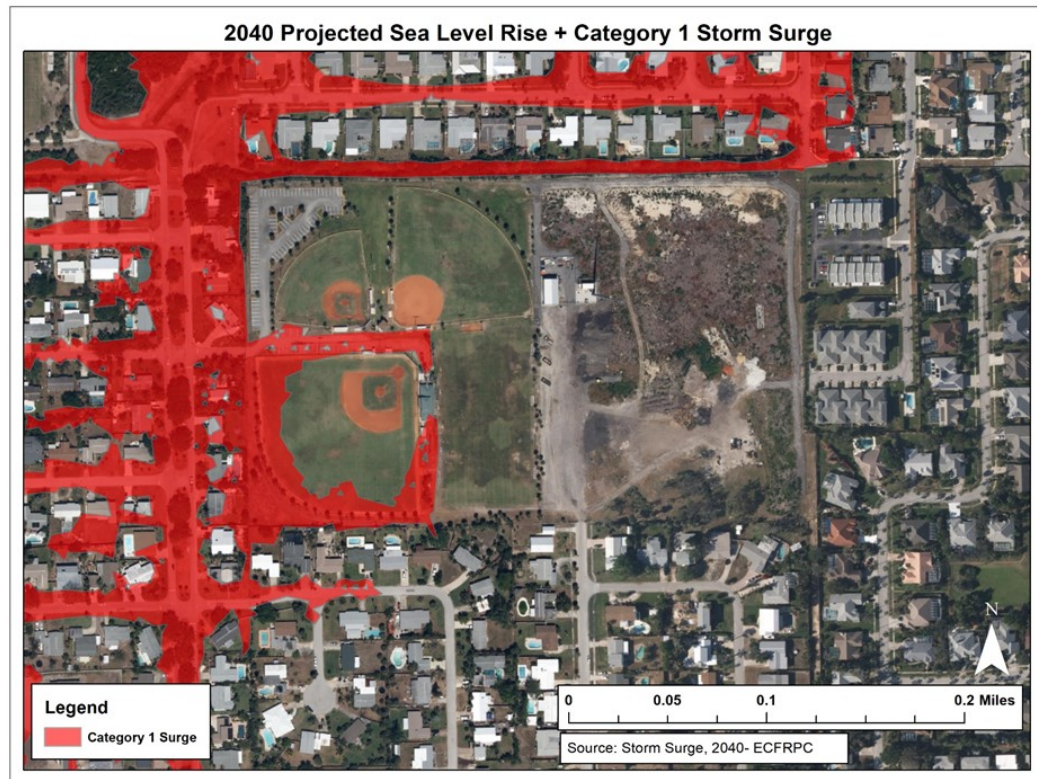 2040 Projected Sea Level Rise + Category 1 Storm Surge
N
Legend
Category 1 Surge
0 0.05 0.1 0.2 Miles
Source: Storm Surge, 2040- ECFRPC